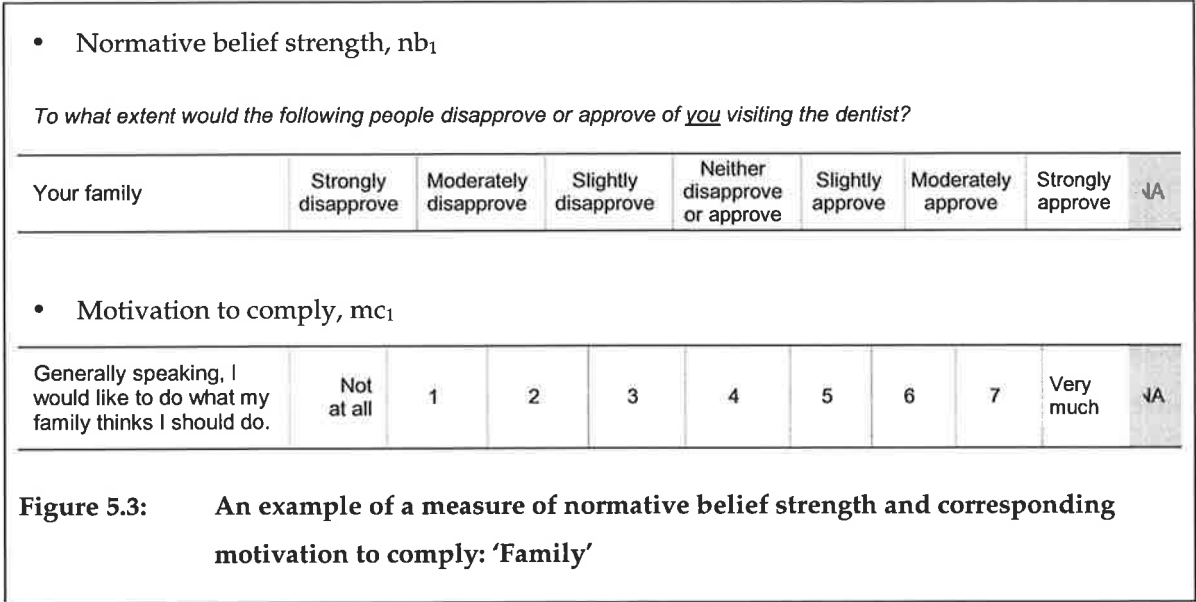 • Normative belief strength, nb₁
To what extent would the following people disapprove or approve of you visiting the dentist?
Your family Strongly disapprove Moderately disapprove Slightly disapprove Neither disapprove or approve Slightly approve Moderately approve Strongly approve NA
• Motivation to comply, mc₁
Generally speaking, I would like to do what my family thinks I should do. Not at all 1 2 3 4 5 6 7 Very much NA
Figure 5.3: An example of a measure of normative belief strength and corresponding
motivation to comply: ‘Family’